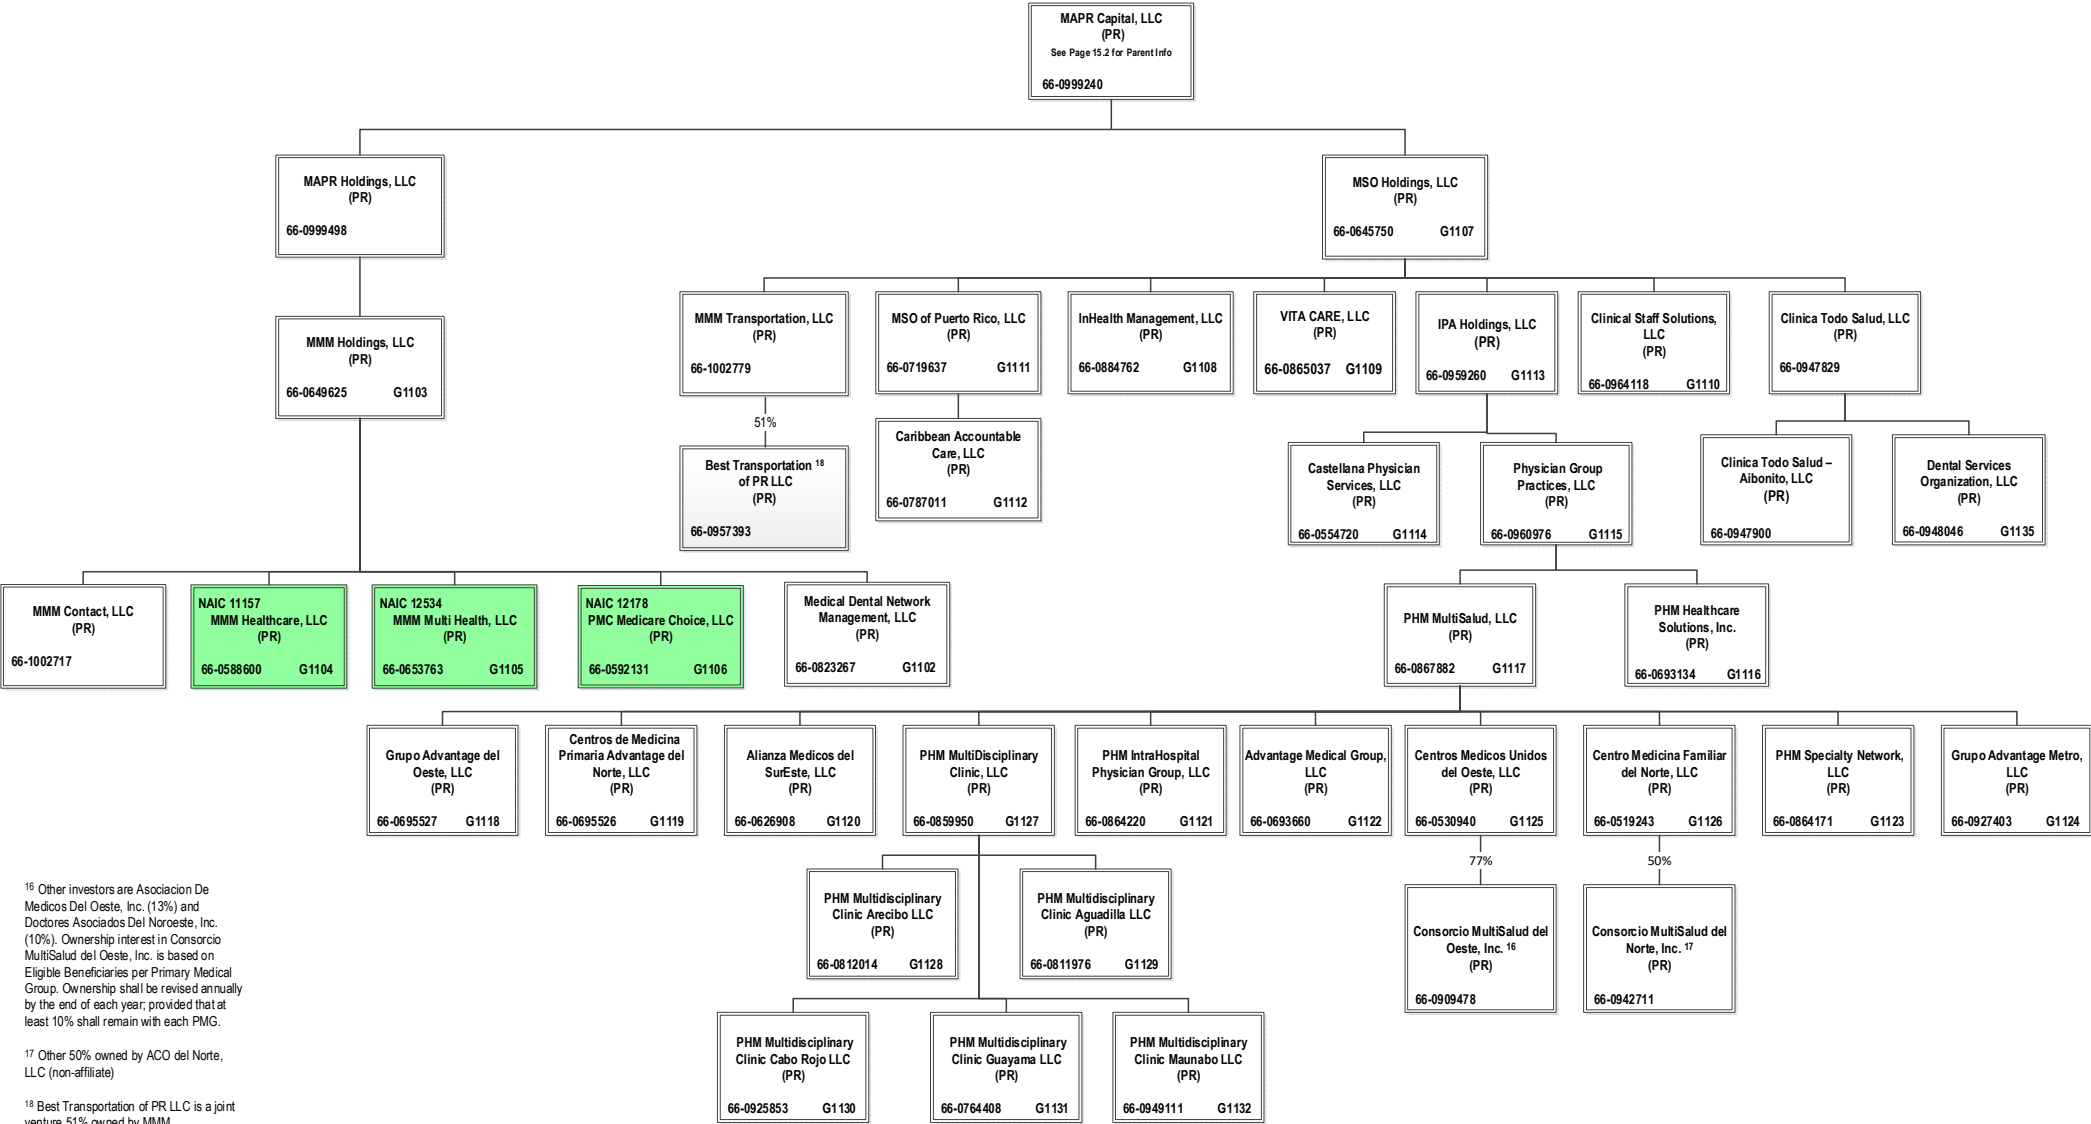 MAPR Capital, LLC
(PR)
See Page 15.2 for Parent Info
66-0999240
MAPR Holdings, LLC
(PR)
66-0999498
MSO Holdings, LLC
(PR)
66-0645750 G1107
MMM Holdings, LLC
(PR)
66-0649625 G1103
MMM Transportation, LLC
(PR)
66-1002779
MSO of Puerto Rico, LLC
(PR)
66-0719637 G1111
InHealth Management, LLC
(PR)
66-0884762 G1108
VITA CARE, LLC
(PR)
66-0865037 G1109
IPA Holdings, LLC
(PR)
66-0959260 G1113
Clinical Staff Solutions,
LLC
(PR)
66-0964118 G1110
Clinica Todo Salud, LLC
(PR)
66-0947829
51%
Best Transportation 18
of PR LLC
(PR)
66-0957393
Caribbean Accountable
Care, LLC
(PR)
66-0787011 G1112
Castellana Physician
Services, LLC
(PR)
66-0554720 G1114
Physician Group
Practices, LLC
(PR)
66-0960976 G1115
Clinica Todo Salud –
Aibonito, LLC
(PR)
66-0947900
Dental Services
Organization, LLC
(PR)
66-0948046 G1135
MMM Contact, LLC
(PR)
66-1002717
NAIC 11157
MMM Healthcare, LLC
(PR)
66-0588600 G1104
NAIC 12534
MMM Multi Health, LLC
(PR)
66-0653763 G1105
NAIC 12178
PMC Medicare Choice, LLC
(PR)
66-0592131 G1106
Medical Dental Network
Management, LLC
(PR)
66-0823267 G1102
PHM MultiSalud, LLC
(PR)
66-0867882 G1117
PHM Healthcare
Solutions, Inc.
(PR)
66-0693134 G1116
Grupo Advantage del
Oeste, LLC
(PR)
66-0695527 G1118
Centros de Medicina
Primaria Advantage del
Norte, LLC
(PR)
66-0695526 G1119
Alianza Medicos del
SurEste, LLC
(PR)
66-0626908 G1120
PHM MultiDisciplinary
Clinic, LLC
(PR)
66-0859950 G1127
PHM IntraHospital
Physician Group, LLC
(PR)
66-0864220 G1121
Advantage Medical Group,
LLC
(PR)
66-0693660 G1122
Centros Medicos Unidos
del Oeste, LLC
(PR)
66-0530940 G1125
Centro Medicina Familiar
del Norte, LLC
(PR)
66-0519243 G1126
PHM Specialty Network,
LLC
(PR)
66-0864171 G1123
Grupo Advantage Metro,
LLC
(PR)
66-0927403 G1124
PHM Multidisciplinary
Clinic Arecibo LLC
(PR)
66-0812014 G1128
PHM Multidisciplinary
Clinic Aguadilla LLC
(PR)
66-0811976 G1129
77%
Consorcio MultiSalud del
Oeste, Inc. 16
(PR)
66-0909478
50%
Consorcio MultiSalud del
Norte, Inc. 17
(PR)
66-0942711
PHM Multidisciplinary
Clinic Cabo Rojo LLC
(PR)
66-0925853 G1130
PHM Multidisciplinary
Clinic Guayama LLC
(PR)
66-0764408 G1131
PHM Multidisciplinary
Clinic Maunabo LLC
(PR)
66-0949111 G1132
16 Other investors are Asociacion De
Medicos Del Oeste, Inc. (13%) and
Doctores Asociados Del Noroeste, Inc.
(10%). Ownership interest in Consorcio
MultiSalud del Oeste, Inc. is based on
Eligible Beneficiaries per Primary Medical
Group. Ownership shall be revised annually
by the end of each year; provided that at
least 10% shall remain with each PMG.
17 Other 50% owned by ACO del Norte,
LLC (non-affiliate)
18 Best Transportation of PR LLC is a joint
venture 51% owned by MMM